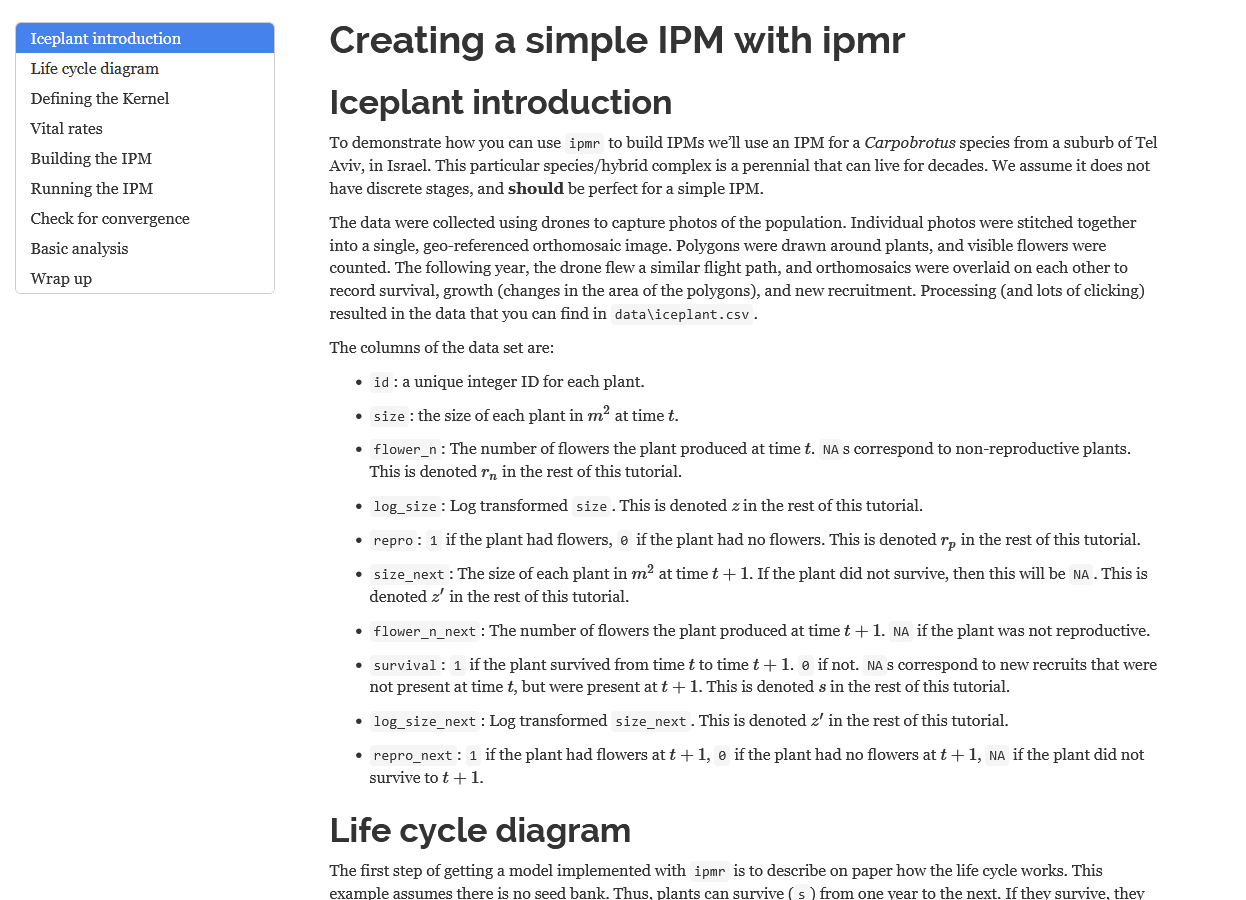 Iceplant introduction
Life cycle diagram
Defining the Kernel
Vital rates
Building the IPM
Running the IPM
Check for convergence
Basic analysis
Wrap up
Creating a simple IPM with ipmr
Iceplant introduction
To demonstrate how you can use ipmr to build IPMs we’ll use an IPM for a Carpobrotus species from a suburb of Tel
Aviv, in Israel. This particular species/hybrid complex is a perennial that can live for decades. We assume it does not
have discrete stages, and should be perfect for a simple IPM.
The data were collected using drones to capture photos of the population. Individual photos were stitched together
into a single, geo-referenced orthomosaic image. Polygons were drawn around plants, and visible flowers were
counted. The following year, the drone flew a similar flight path, and orthomosaics were overlaid on each other to
record survival, growth (changes in the area of the polygons), and new recruitment. Processing (and lots of clicking)
resulted in the data that you can find in data\iceplant.csv.
The columns of the data set are:
• id: a unique integer ID for each plant.
• size: the size of each plant in m² at time t.
• flower_n: The number of flowers the plant produced at time t. NAs correspond to non-reproductive plants.
This is denoted rₙ in the rest of this tutorial.
• log_size: Log transformed size. This is denoted z in the rest of this tutorial.
• repro: 1 if the plant had flowers, 0 if the plant had no flowers. This is denoted rₚ in the rest of this tutorial.
• size_next: The size of each plant in m² at time t + 1. If the plant did not survive, then this will be NA. This is
denoted z′ in the rest of this tutorial.
• flower_n_next: The number of flowers the plant produced at time t + 1. NA if the plant was not reproductive.
• survival: 1 if the plant survived from time t to time t + 1. 0 if not. NAs correspond to new recruits that were
not present at time t, but were present at t + 1. This is denoted s in the rest of this tutorial.
• log_size_next: Log transformed size_next. This is denoted z′ in the rest of this tutorial.
• repro_next: 1 if the plant had flowers at t + 1, 0 if the plant had no flowers at t + 1, NA if the plant did not
survive to t + 1.
Life cycle diagram
The first step of getting a model implemented with ipmr is to describe on paper how the life cycle works. This
example assumes there is no seed bank. Thus, plants can survive (s) from one year to the next. If they survive, they